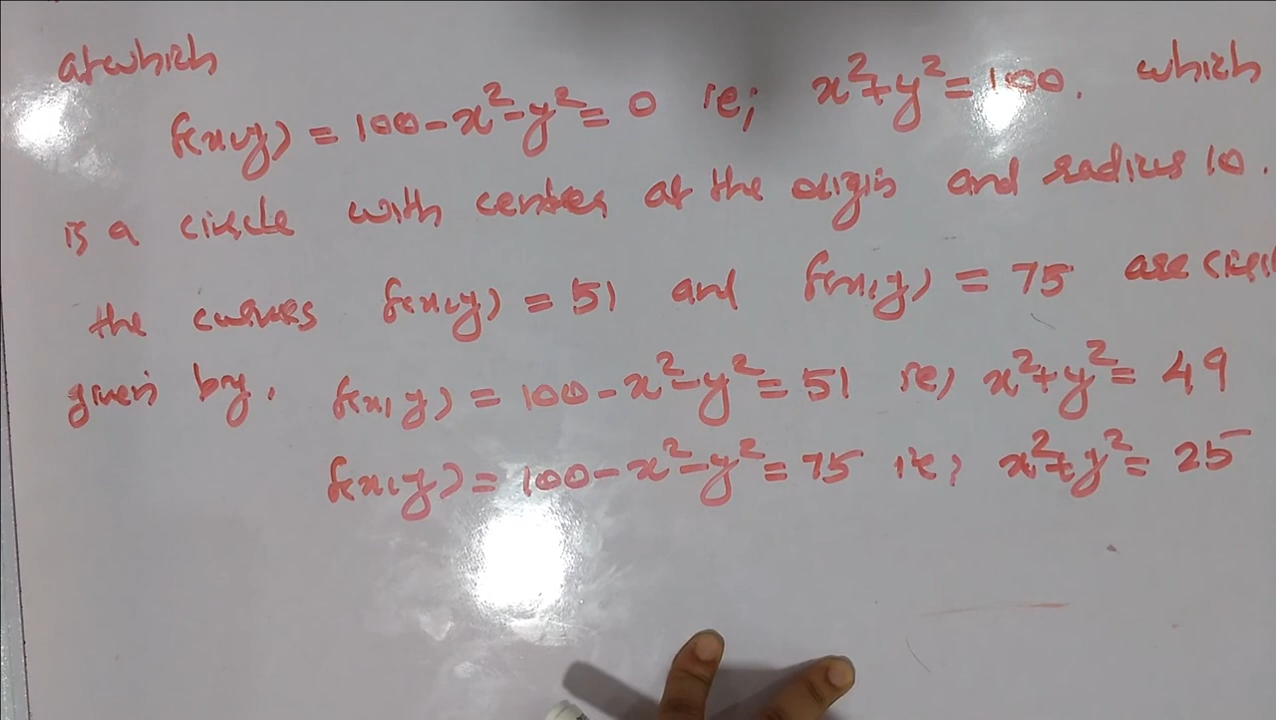 at which
f(x,y) = 100-x²-y² = 0 ie; x²+y² = 100. which
is a circle with center at the origin and radius 10.
the curves f(x,y) = 51 and f(x,y) = 75 are
given by, f(x,y) = 100-x²-y² = 51 ie, x²+y² = 49
f(x,y) = 100-x²-y² = 75 ie, x²+y² = 25